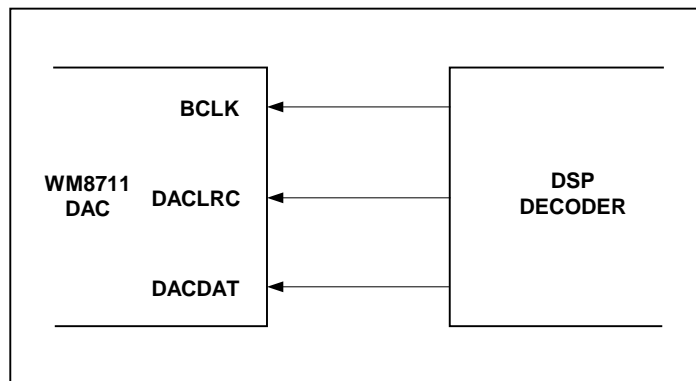 BCLK
WM8711
DAC
DACLRC
DSP
DECODER
DACDAT